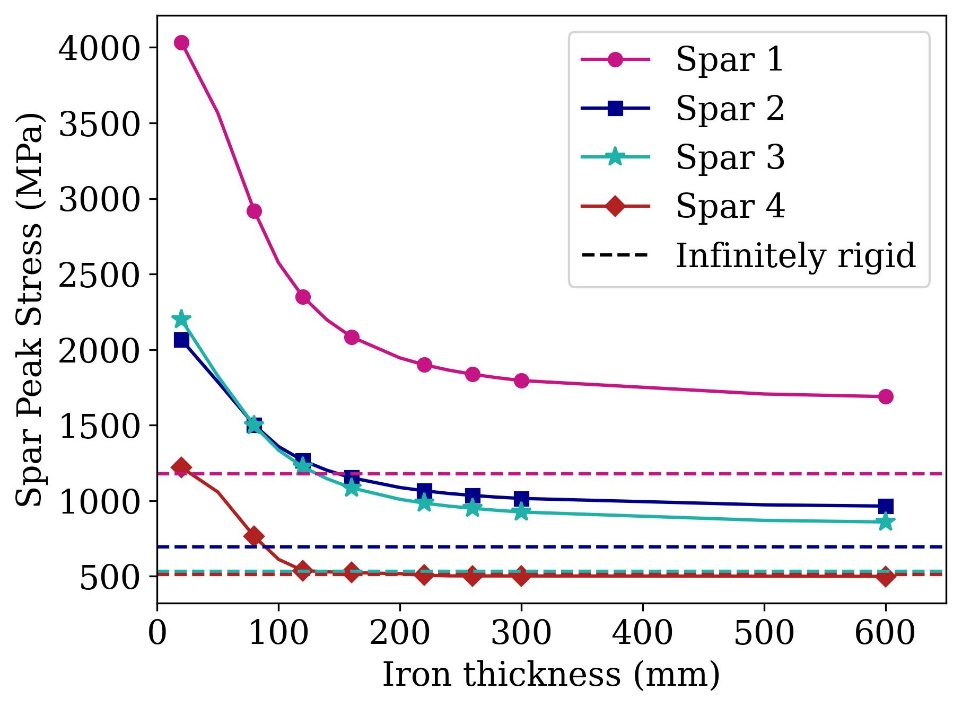 4000
3500
3000
2500
2000
1500
1000
500
Spar Peak Stress (MPa)
Spar 1
Spar 2
Spar 3
Spar 4
Infinitely rigid
0 100 200 300 400 500 600
Iron thickness (mm)